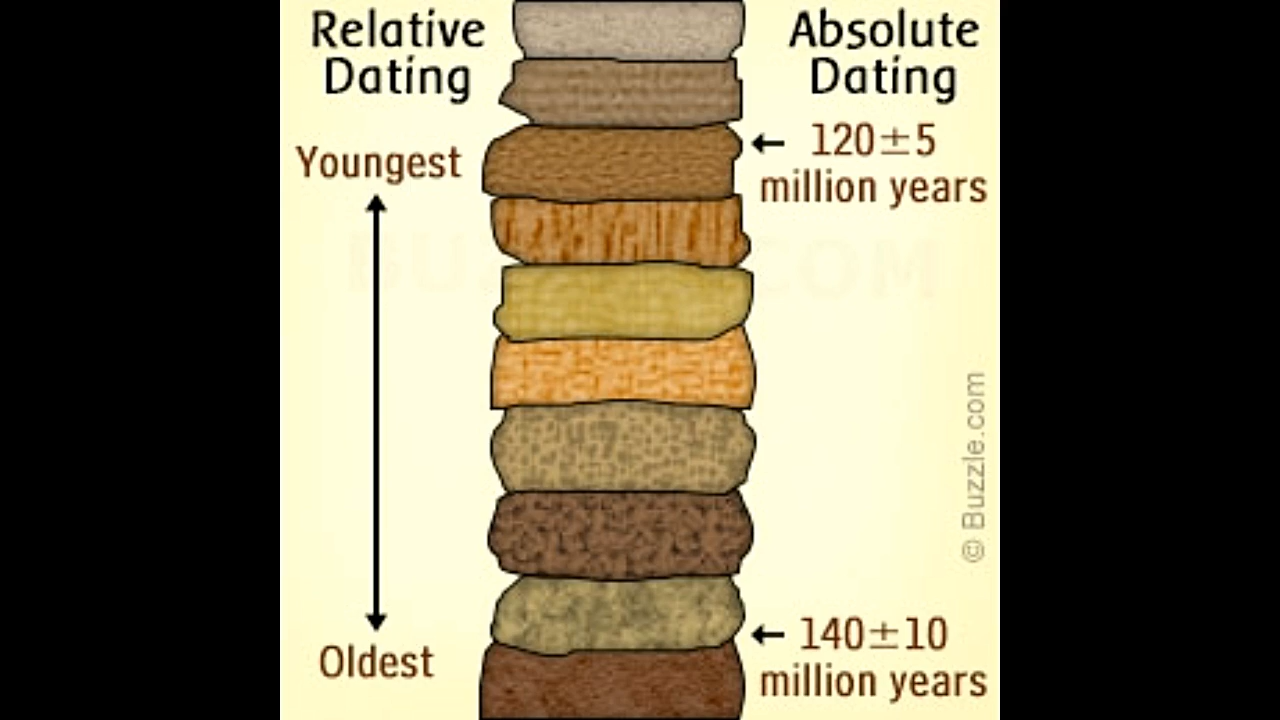 Relative
Dating
Absolute
Dating
Youngest
120±5
million years
Oldest
140±10
million years
© Buzzle.com